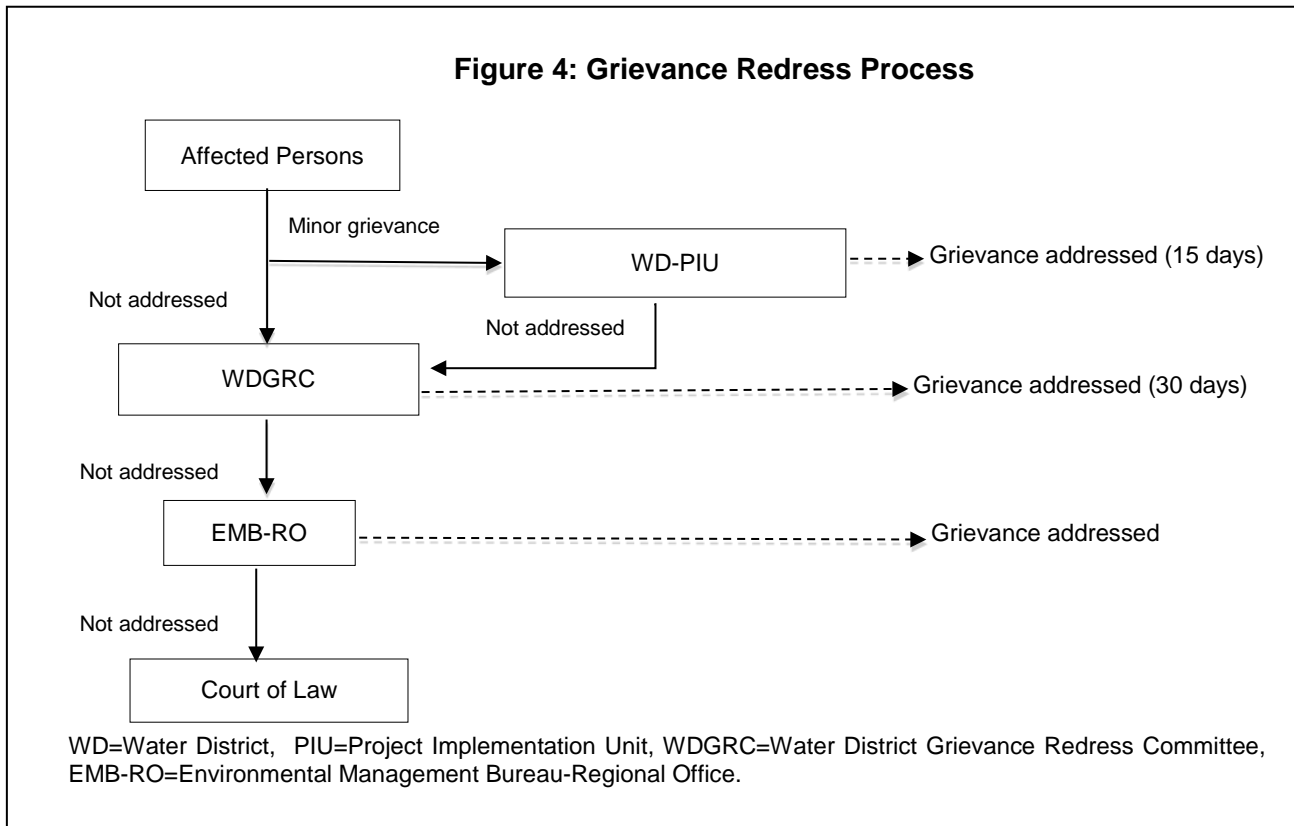 Figure 4: Grievance Redress Process
Affected Persons
Minor grievance
WD-PIU
Grievance addressed (15 days)
Not addressed
Not addressed
WDGRC
Grievance addressed (30 days)
Not addressed
EMB-RO
Grievance addressed
Not addressed
Court of Law
WD=Water District, PIU=Project Implementation Unit, WDGRC=Water District Grievance Redress Committee,
EMB-RO=Environmental Management Bureau-Regional Office.